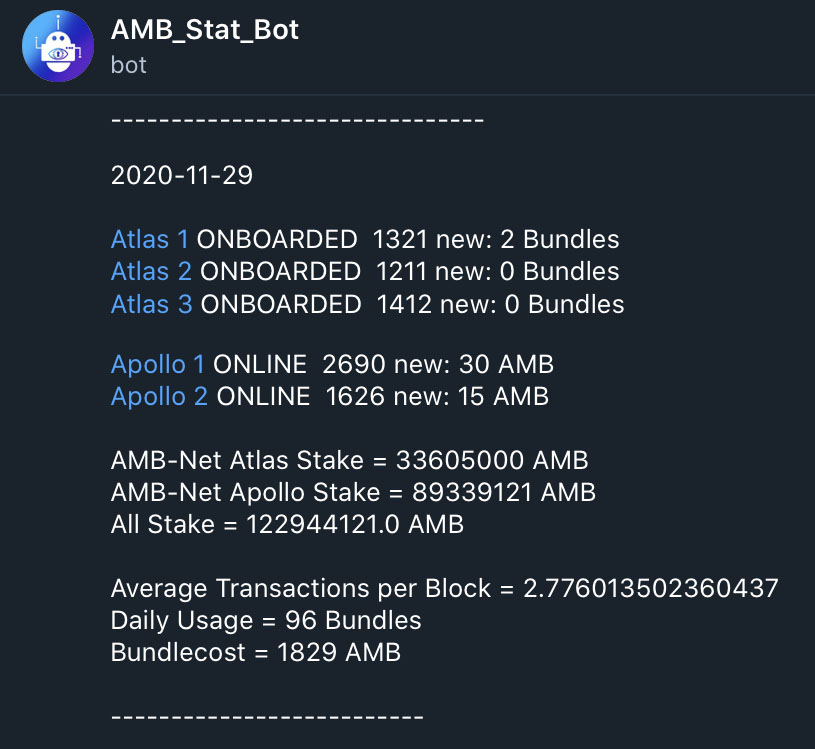 AMB_Stat_Bot
bot
-------------------------------
2020-11-29
Atlas 1 ONBOARDED  1321 new: 2 Bundles
Atlas 2 ONBOARDED  1211 new: 0 Bundles
Atlas 3 ONBOARDED  1412 new: 0 Bundles
Apollo 1 ONLINE  2690 new: 30 AMB
Apollo 2 ONLINE  1626 new: 15 AMB
AMB-Net Atlas Stake = 33605000 AMB
AMB-Net Apollo Stake = 89339121 AMB
All Stake = 122944121.0 AMB
Average Transactions per Block = 2.776013502360437
Daily Usage = 96 Bundles
Bundlecost = 1829 AMB
--------------------------